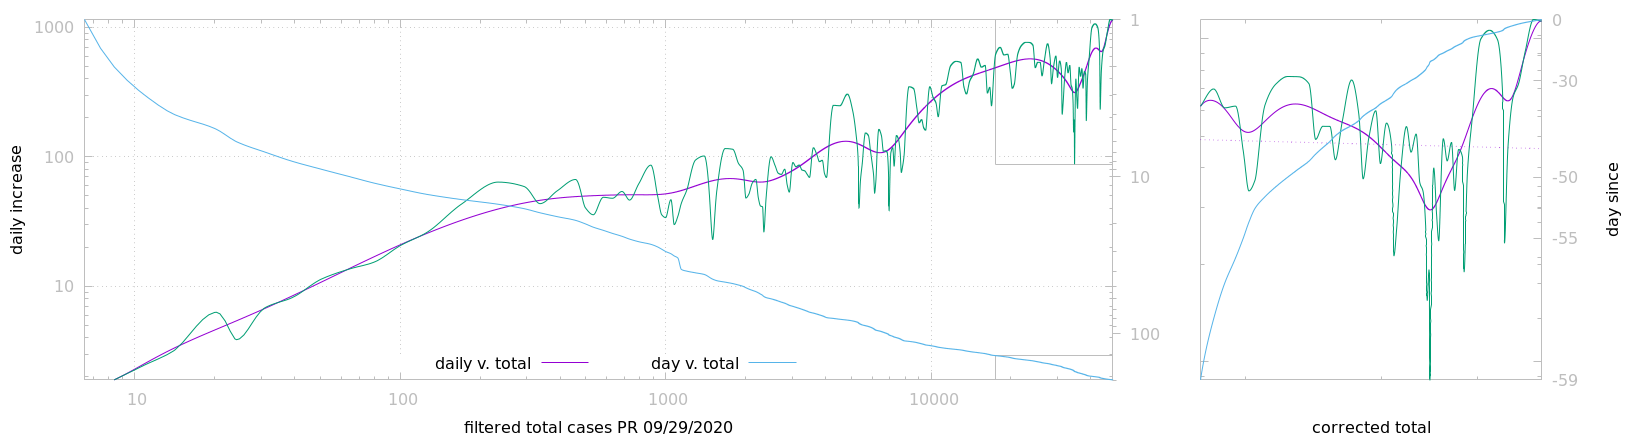 1000
100
10
daily increase
10
100
1000
10000
filtered total cases PR 09/29/2020
daily v. total
day v. total
1
10
100
0
-30
-50
-55
-59
day since
corrected total